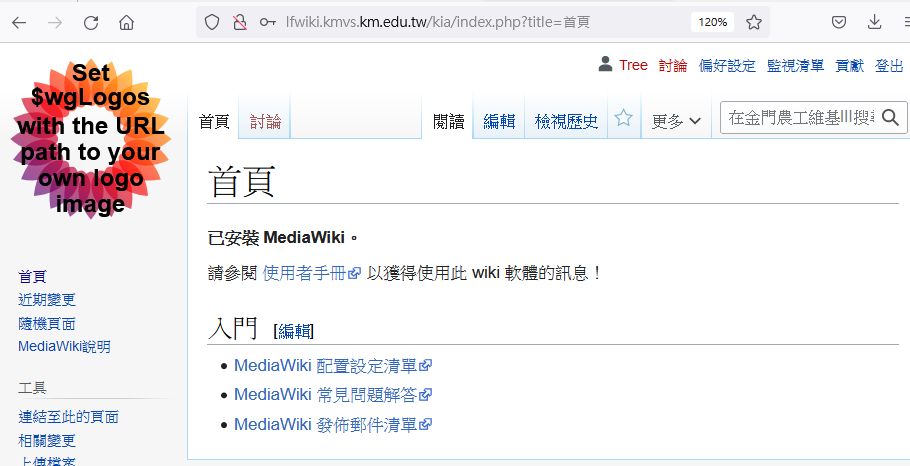 lfwiki.kmvs.km.edu.tw/kia/index.php?title=首頁
120%
Set
$wgLogos
with the URL
path to your
own logo
image
Tree 討論 偏好設定 監視清單 貢獻 登出
首頁 討論 閱讀 編輯 檢視歷史 更多
在金門農工維基III搜尋
首頁
已安裝 MediaWiki。
請參閱 使用者手冊 以獲得使用此 wiki 軟體的訊息！
入門 [編輯]
MediaWiki 配置設定清單
MediaWiki 常見問題解答
MediaWiki 發佈郵件清單
首頁
近期變更
隨機頁面
MediaWiki說明
工具
連結至此的頁面
相關變更
上傳檔案